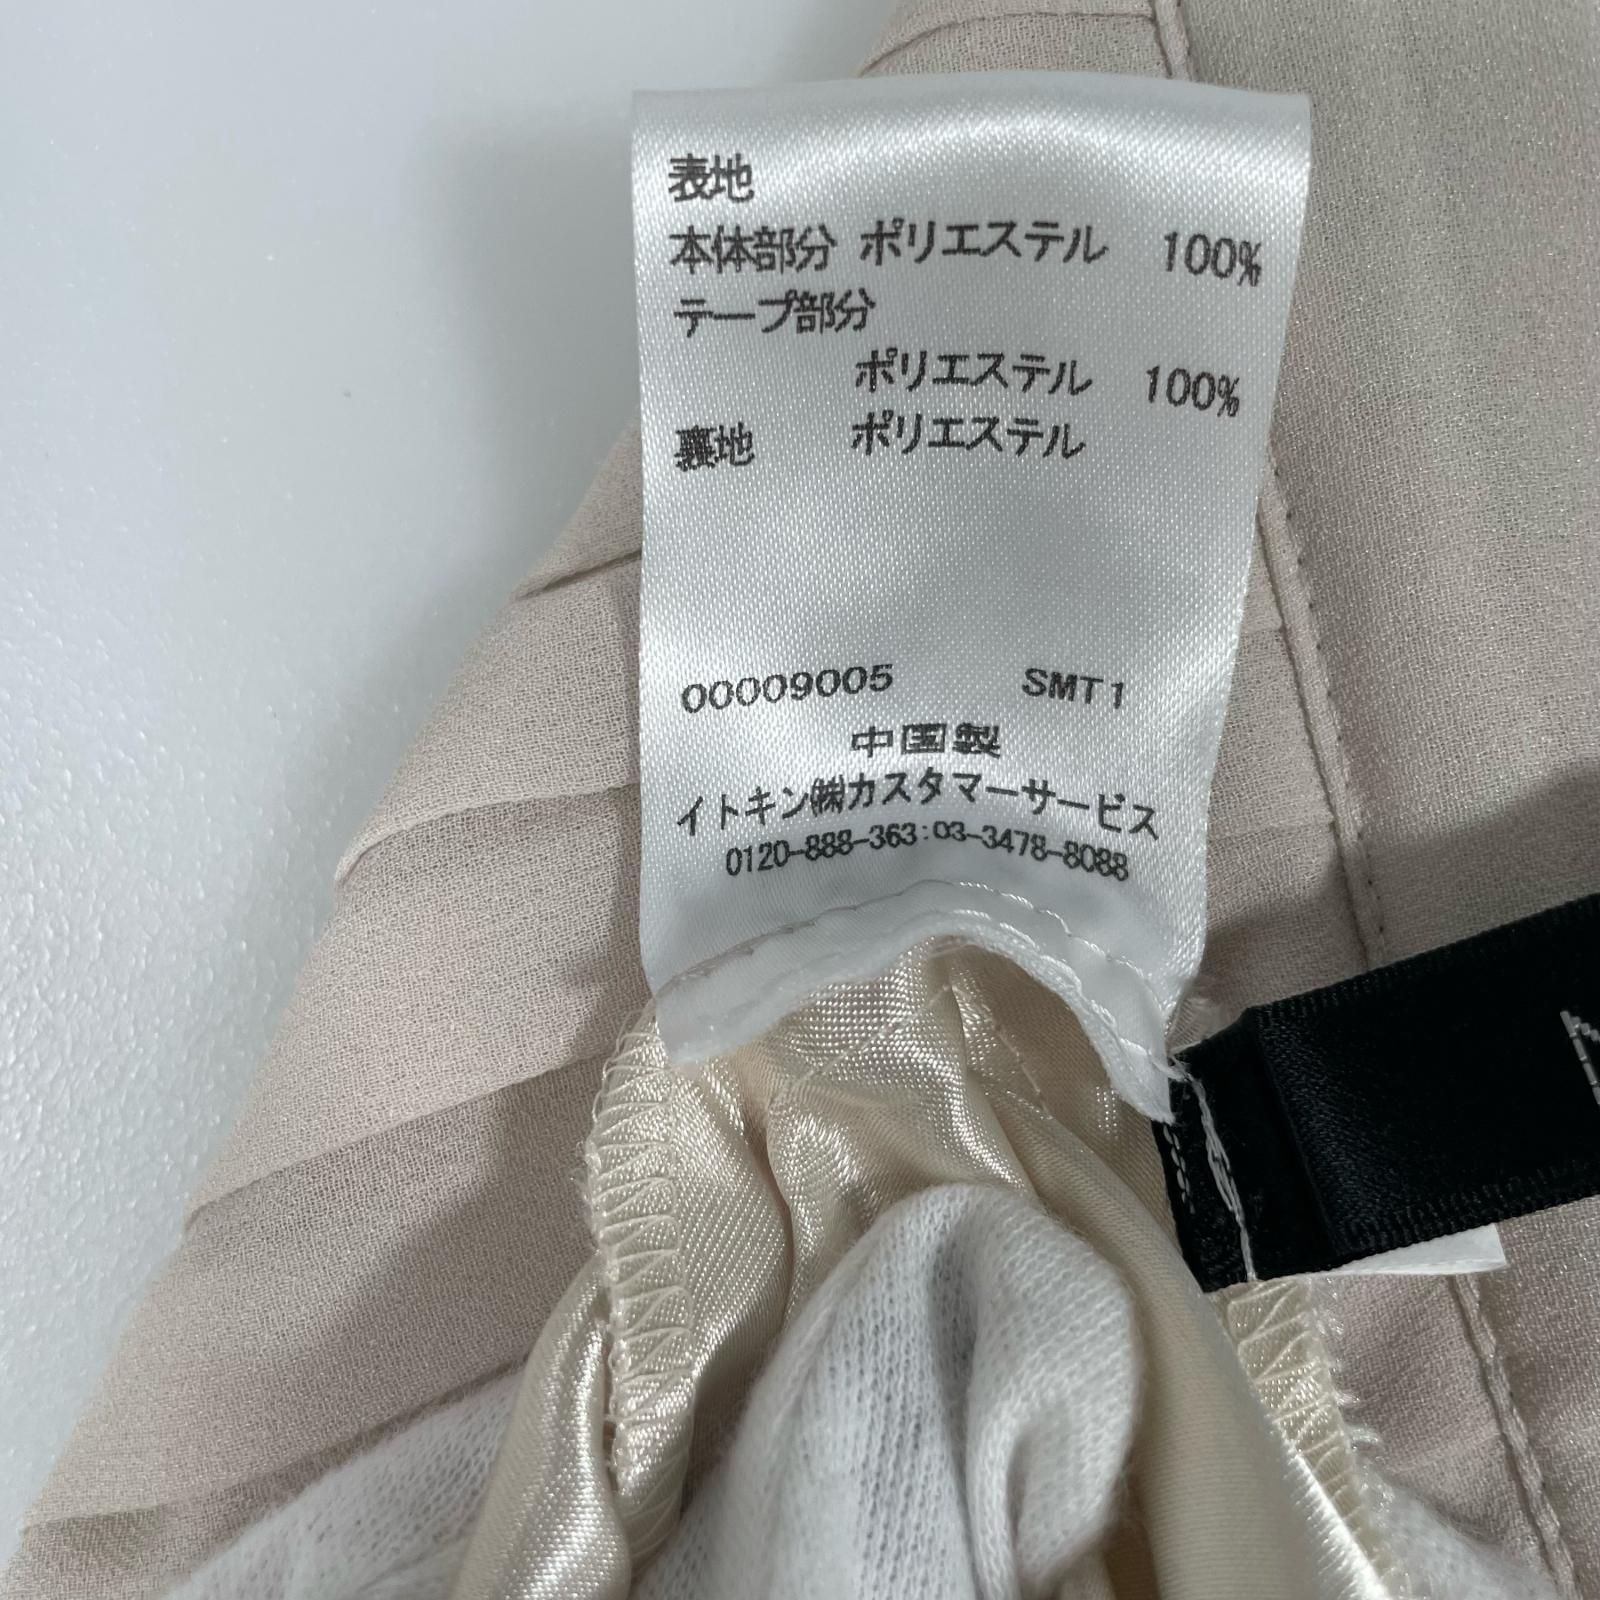 表地
本体部分 ポリエステル 100%
テープ部分
ポリエステル 100%
裏地 ポリエステル
00009005 SMT1
中国製
イトキン㈱カスタマーサービス
0120-888-363:03-3478-8088